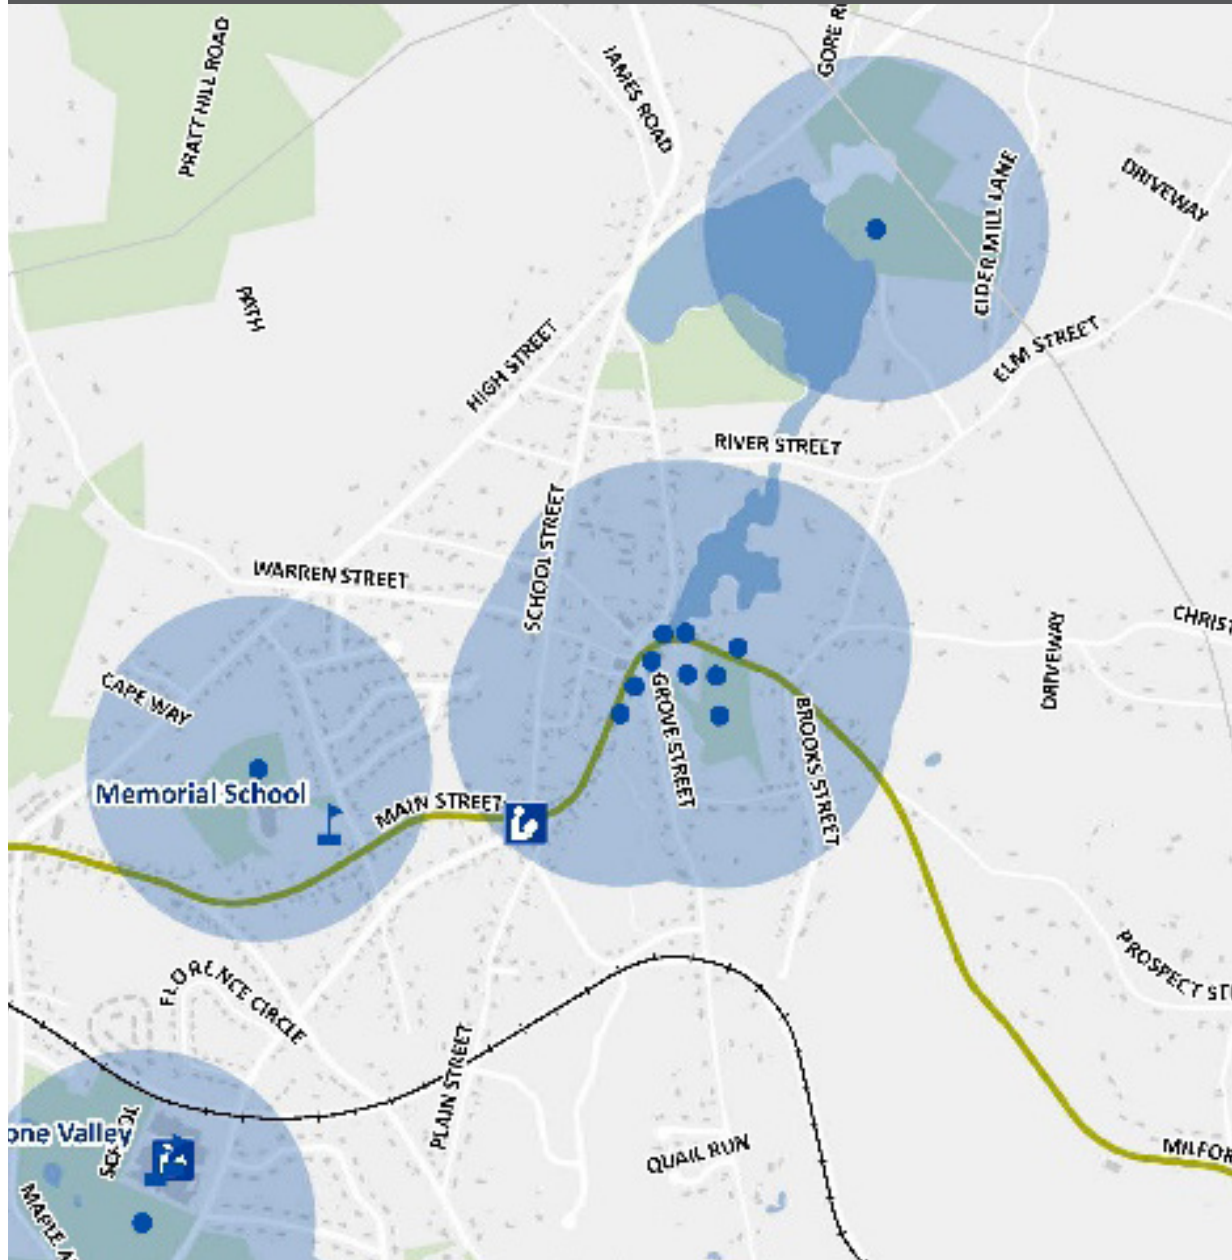 GORE R
JAMES ROAD
PRATT HILL ROAD
DRIVEWAY
CIDER MILL LANE
PATH
ELM STREET
HIGH STREET
RIVER STREET
SCHOOL STREET
WARREN STREET
CHRIST
DRIVEWAY
CAPE WAY
GROVE STREET
BROOKS STREET
Memorial School
MAIN STREET
PROSPECT ST
FLORENCE CIRCLE
PLAIN STREET
one Valley
QUAIL RUN
MILFOR
MAPLE A